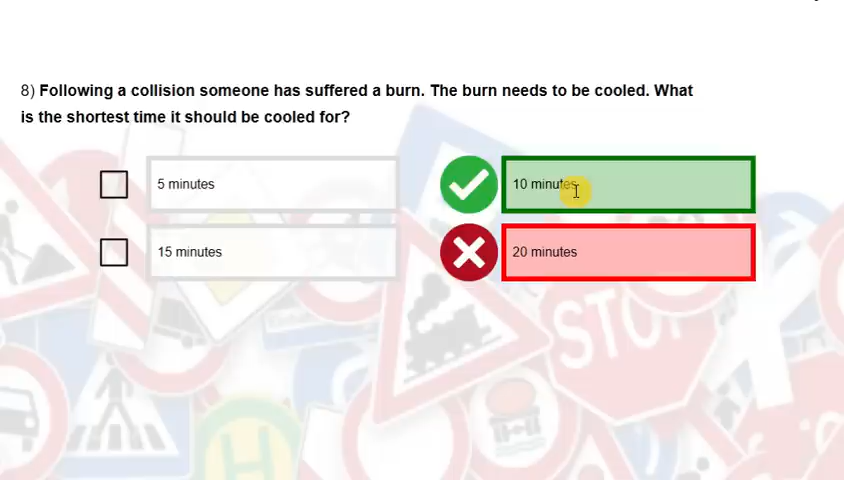 8) Following a collision someone has suffered a burn. The burn needs to be cooled. What
is the shortest time it should be cooled for?
5 minutes
10 minutes
15 minutes
20 minutes
STOP
H